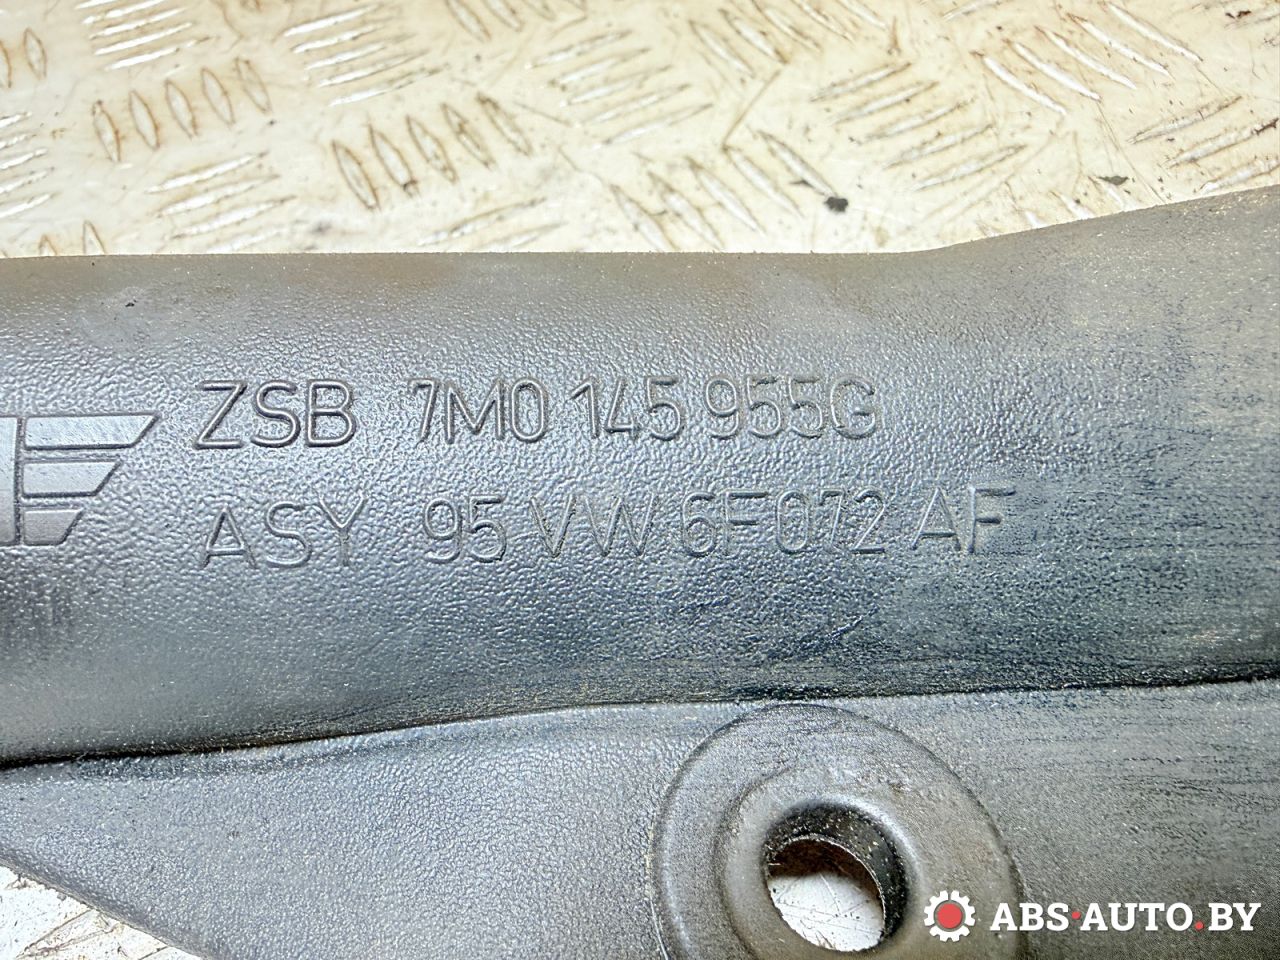 ZSB 7M0 145 955G
ASY 95 VW 6F072 AF
ABS·AUTO.BY